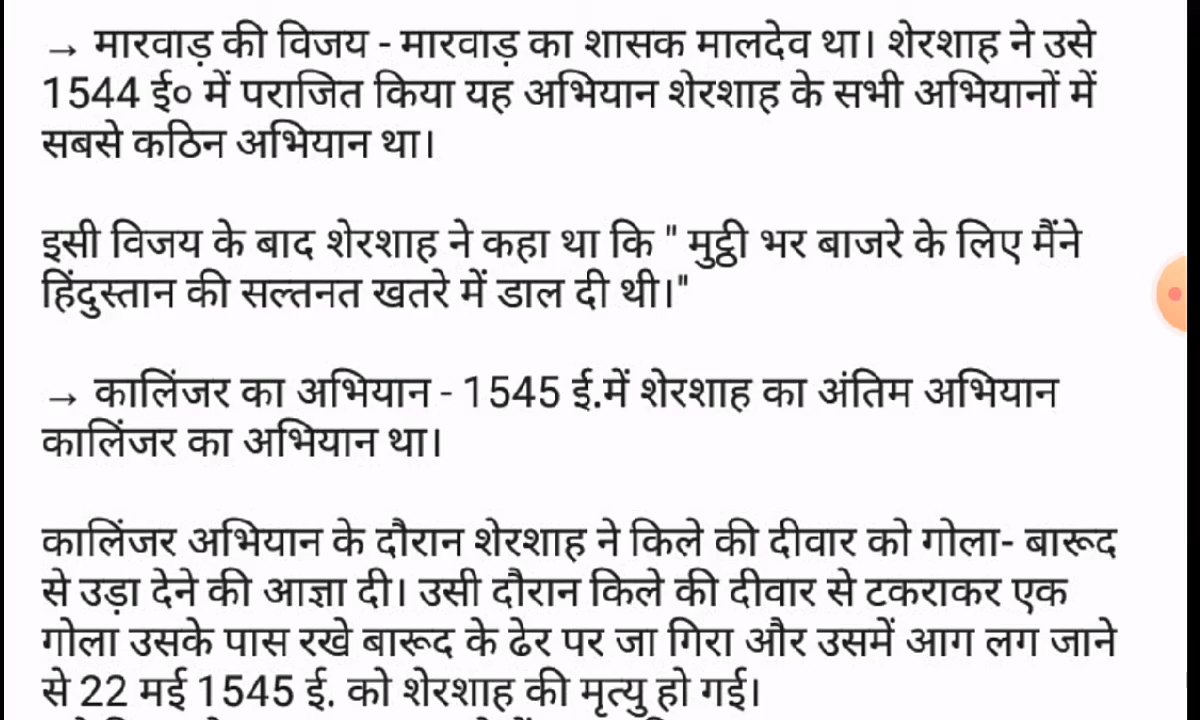 → मारवाड़ की विजय - मारवाड़ का शासक मालदेव था। शेरशाह ने उसे
1544 ई० में पराजित किया यह अभियान शेरशाह के सभी अभियानों में
सबसे कठिन अभियान था।
इसी विजय के बाद शेरशाह ने कहा था कि " मुट्ठी भर बाजरे के लिए मैंने
हिंदुस्तान की सल्तनत खतरे में डाल दी थी।"
→ कालिंजर का अभियान - 1545 ई.में शेरशाह का अंतिम अभियान
कालिंजर का अभियान था।
कालिंजर अभियान के दौरान शेरशाह ने किले की दीवार को गोला- बारूद
से उड़ा देने की आज्ञा दी। उसी दौरान किले की दीवार से टकराकर एक
गोला उसके पास रखे बारूद के ढेर पर जा गिरा और उसमें आग लग जाने
से 22 मई 1545 ई. को शेरशाह की मृत्यु हो गई।